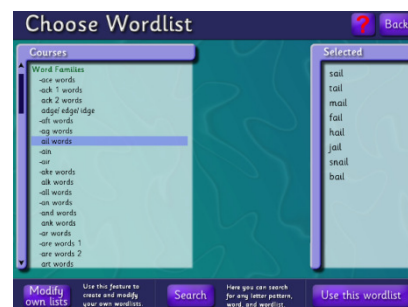 Choose Wordlist
?
Back
Courses
Word Families
-ace words
-ack 1 words
ack 2 words
adge/ edge/ idge
-aft words
-ag words
ail words
-ain
-air
-ake words
alk words
-all words
-an words
-and words
ank words
-ar words
-are words 1
-are words 2
art words
Selected
sail
tail
mail
fail
hail
jail
snail
bail
Modify
own lists
Use this feature to
create and modify
your own wordlists.
Search
Here you can search
for any letter pattern,
word, and wordlist.
Use this wordlist